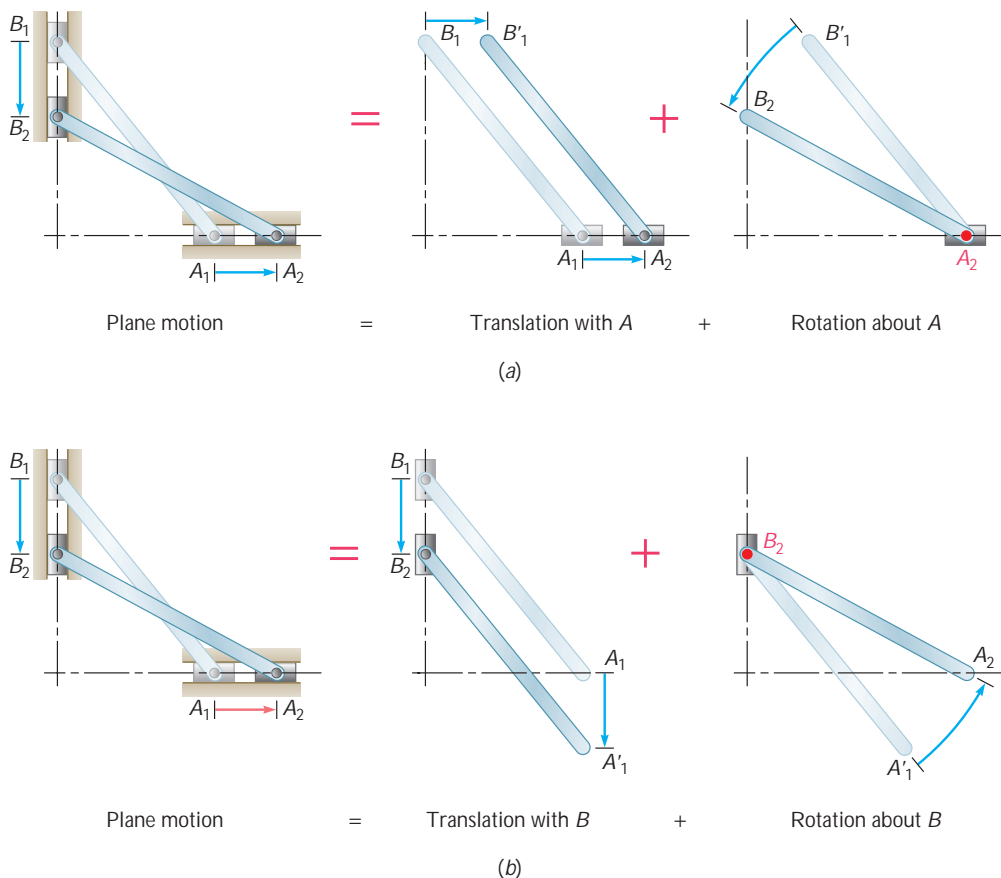 B₁ B₁ B'₁ B'₁
B₂ = + B₂
A₁ A₂ A₁ A₂ A₂
Plane motion = Translation with A + Rotation about A
(a)
B₁ B₁
B₂ = B₂ + B₂
A₁ A₂
A₁ A₂
A'₁ A'₁
Plane motion = Translation with B + Rotation about B
(b)